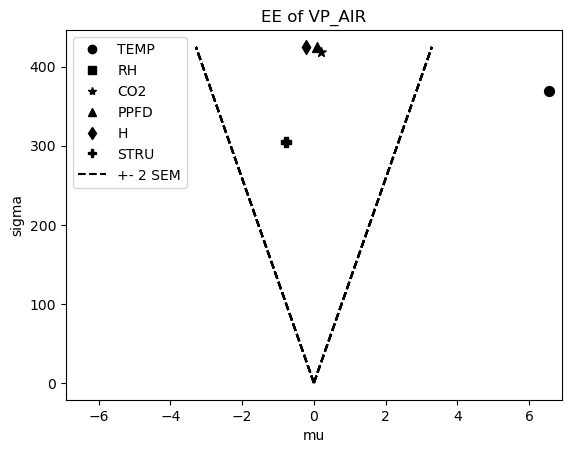 EE of VP_AIR
TEMP
RH
CO2
PPFD
H
STRU
+- 2 SEM
400
300
200
100
0
sigma
−6
−4
−2
0
2
4
6
mu